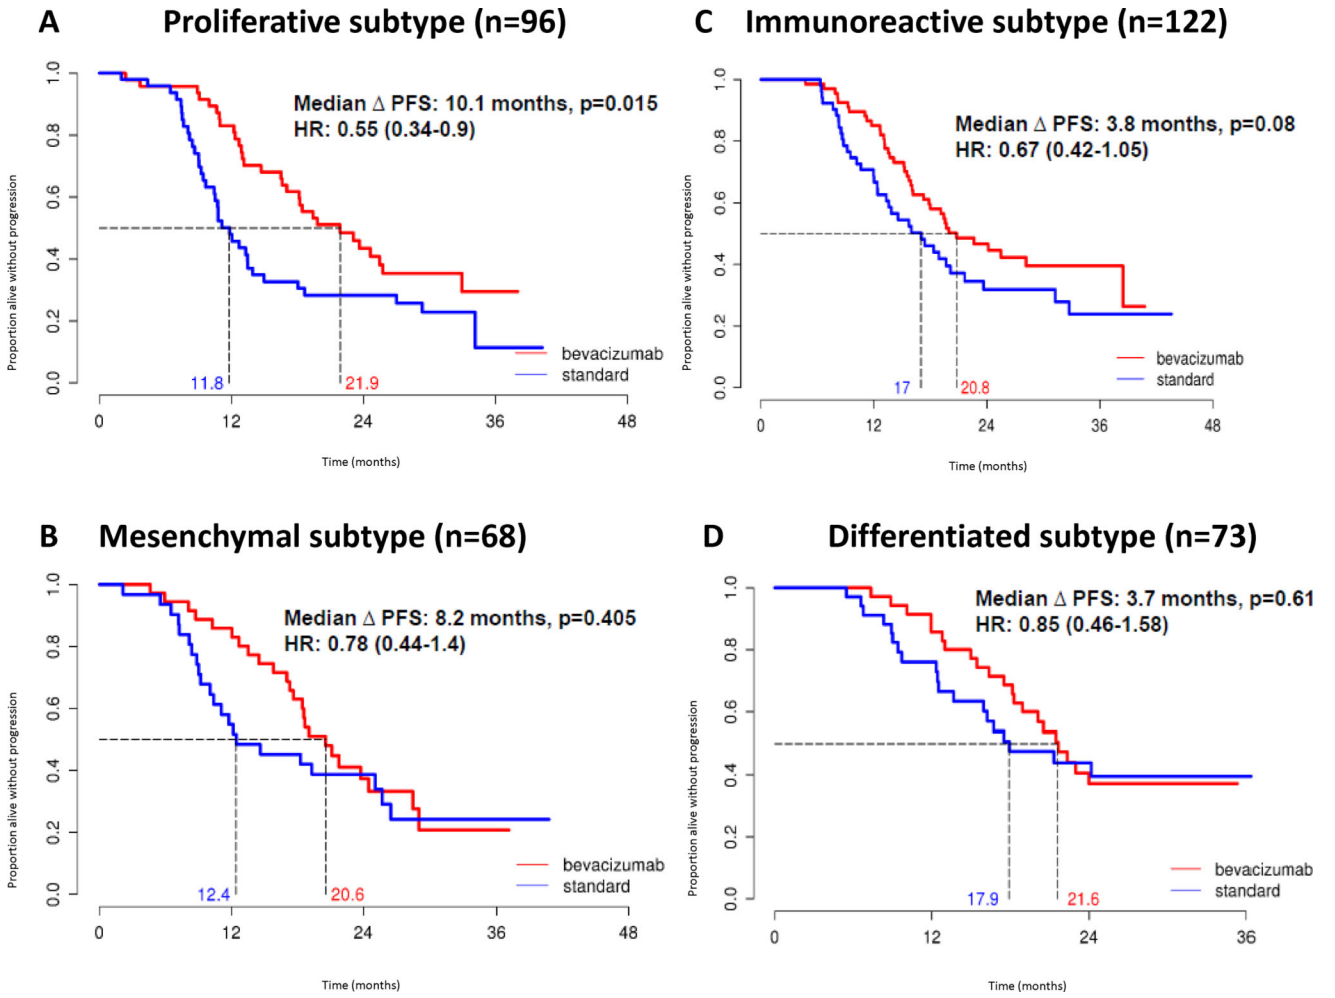 A Proliferative subtype (n=96)
Proportion alive without progression
1.0
0.8
0.6
0.4
0.2
0.0
Median Δ PFS: 10.1 months, p=0.015
HR: 0.55 (0.34-0.9)
bevacizumab
standard
11.8
21.9
0 12 24 36 48
Time (months)
C Immunoreactive subtype (n=122)
Proportion alive without progression
1.0
0.8
0.6
0.4
0.2
0.0
Median Δ PFS: 3.8 months, p=0.08
HR: 0.67 (0.42-1.05)
bevacizumab
standard
17
20.8
0 12 24 36 48
Time (months)
B Mesenchymal subtype (n=68)
Proportion alive without progression
1.0
0.8
0.6
0.4
0.2
0.0
Median Δ PFS: 8.2 months, p=0.405
HR: 0.78 (0.44-1.4)
bevacizumab
standard
12.4
20.6
0 12 24 36 48
Time (months)
D Differentiated subtype (n=73)
Proportion alive without progression
1.0
0.8
0.6
0.4
0.2
0.0
Median Δ PFS: 3.7 months, p=0.61
HR: 0.85 (0.46-1.58)
bevacizumab
standard
17.9
21.6
0 12 24 36
Time (months)